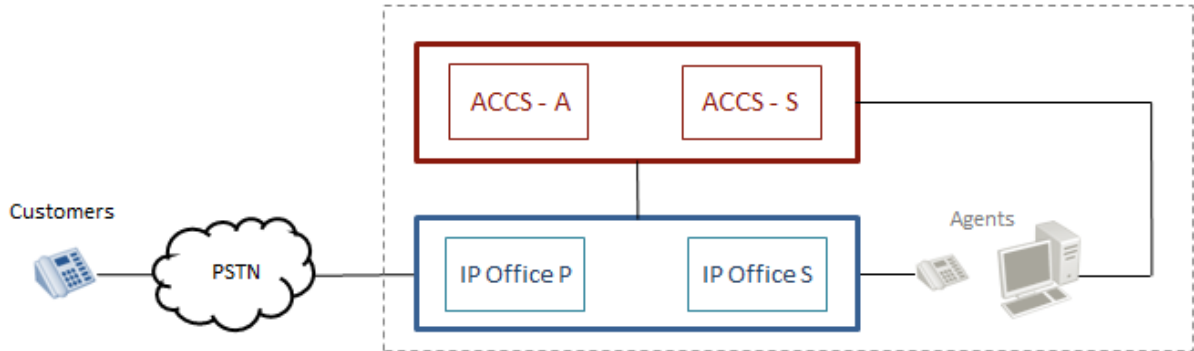 ACCS - A
ACCS - S
Customers
Agents
PSTN
IP Office P
IP Office S